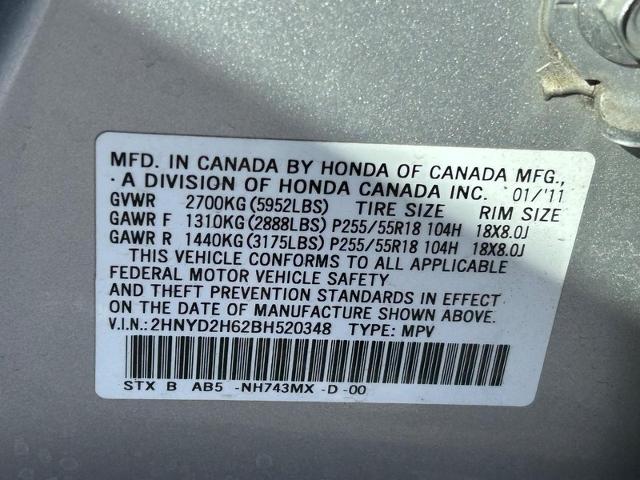 MFD. IN CANADA BY HONDA OF CANADA MFG.,
A DIVISION OF HONDA CANADA INC. 01/'11
GVWR 2700KG (5952LBS) TIRE SIZE RIM SIZE
GAWR F 1310KG (2888LBS) P255/55R18 104H 18X8.0J
GAWR R 1440KG (3175LBS) P255/55R18 104H 18X8.0J
THIS VEHICLE CONFORMS TO ALL APPLICABLE
FEDERAL MOTOR VEHICLE SAFETY
AND THEFT PREVENTION STANDARDS IN EFFECT
ON THE DATE OF MANUFACTURE SHOWN ABOVE.
V.I.N.: 2HNYD2H62BH520348 TYPE: MPV
STX B AB5 -NH743MX -D -00